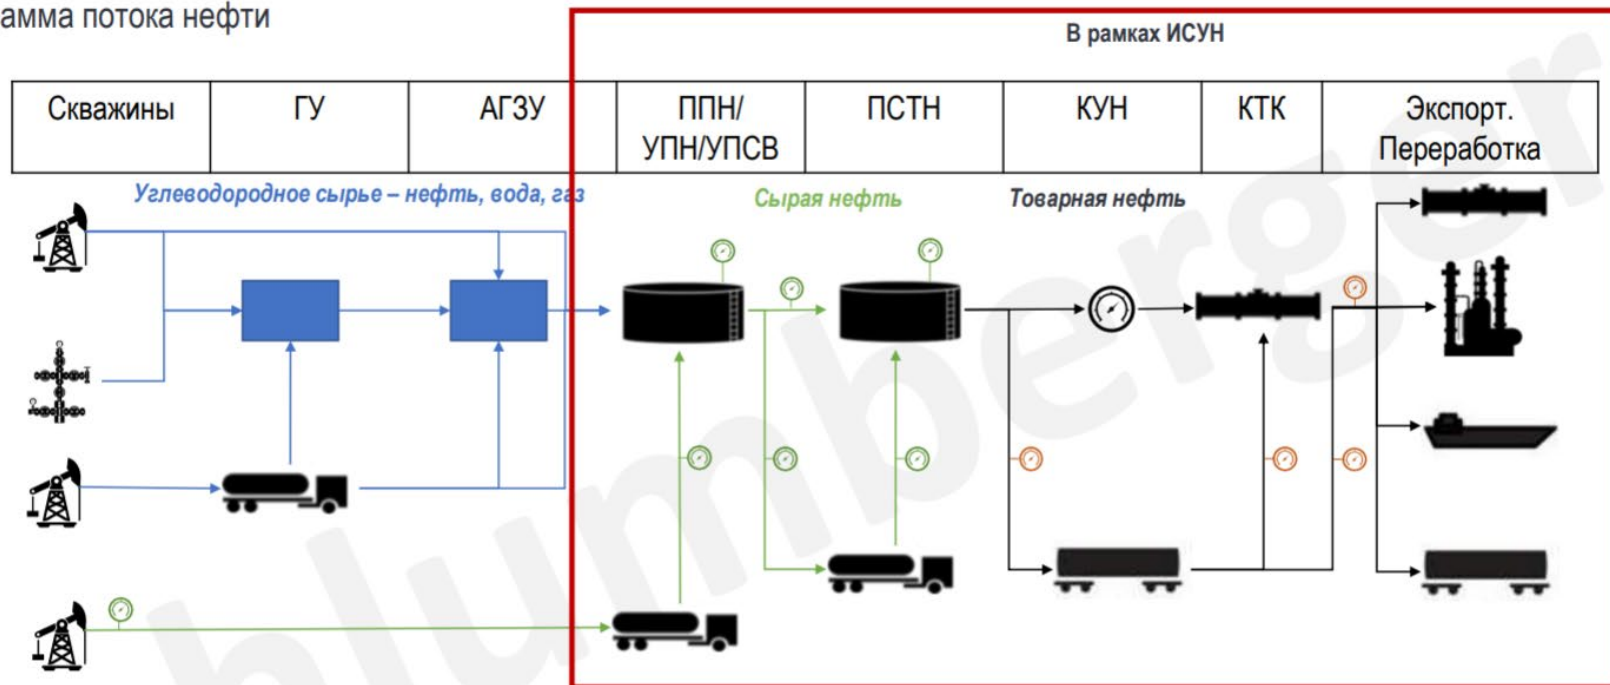 амма потока нефти
В рамках ИСУН
Скважины
ГУ
АГЗУ
ППН/
УПН/УПСВ
ПСТН
КУН
КТК
Экспорт.
Переработка
Углеводородное сырье – нефть, вода, газ
Сырая нефть
Товарная нефть
hlumberger